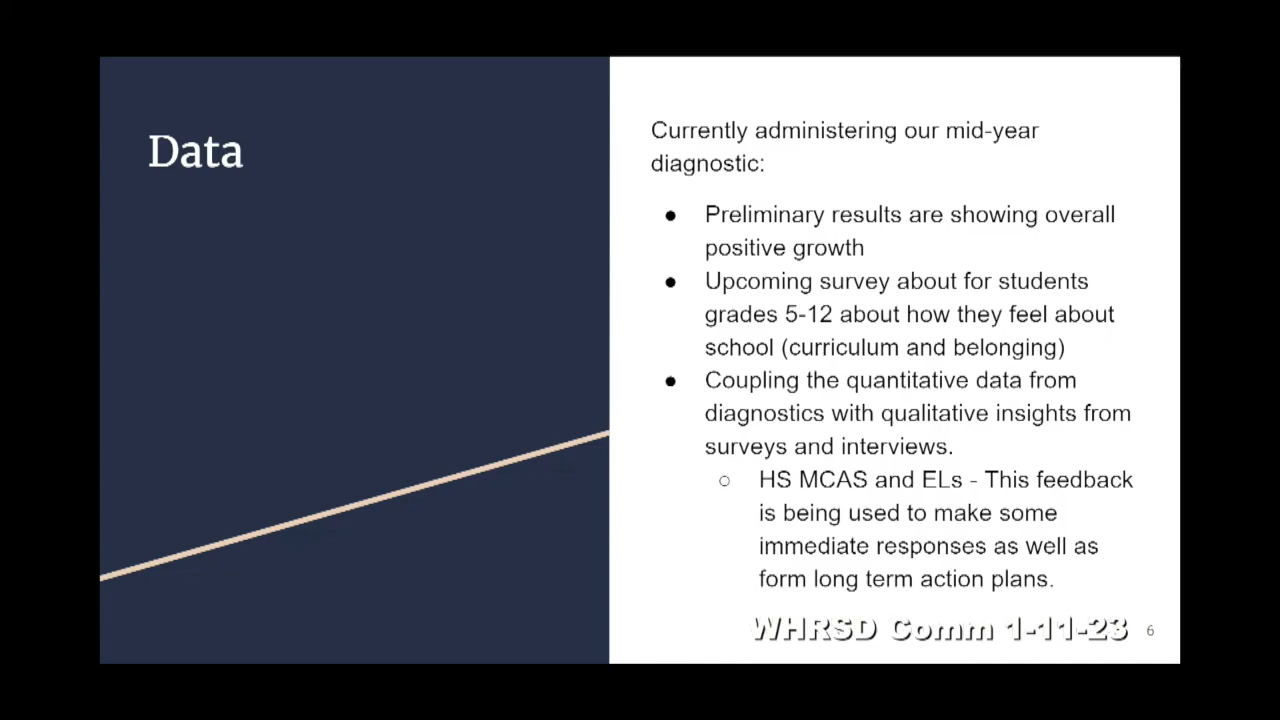 Data
Currently administering our mid-year
diagnostic:
● Preliminary results are showing overall
positive growth
● Upcoming survey about for students
grades 5-12 about how they feel about
school (curriculum and belonging)
● Coupling the quantitative data from
diagnostics with qualitative insights from
surveys and interviews.
○ HS MCAS and ELs - This feedback
is being used to make some
immediate responses as well as
form long term action plans.
WHRSD Comm 1-11-23
6